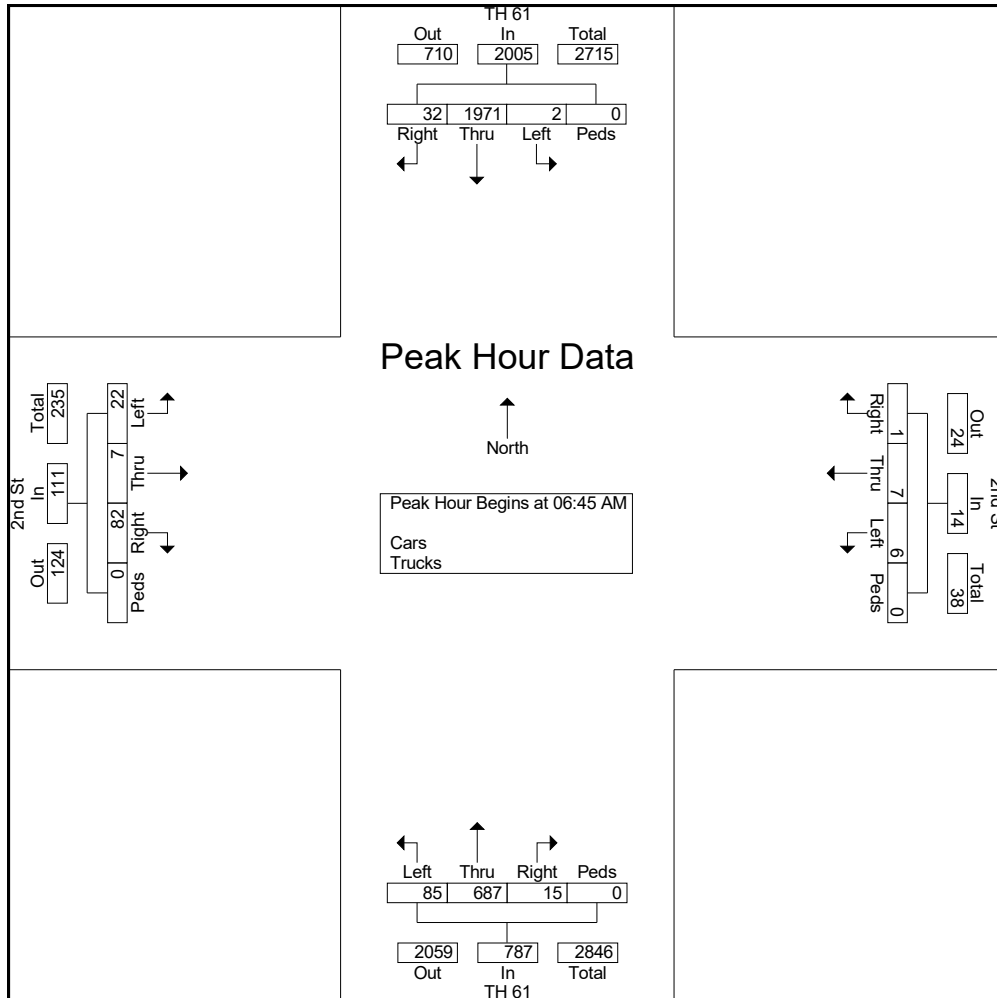 TH 61
Out In Total
710 2005 2715
32 1971 2 0
Right Thru Left Peds
Peak Hour Data
North
Peak Hour Begins at 06:45 AM
Cars
Trucks
2nd St
Total In Out
235 111 124
22 7 82 0
Left Thru Right Peds
Right Thru Left Peds
1 7 6 0
Out In Total
24 14 38
2nd St
Left Thru Right Peds
85 687 15 0
2059 787 2846
Out In Total
TH 61